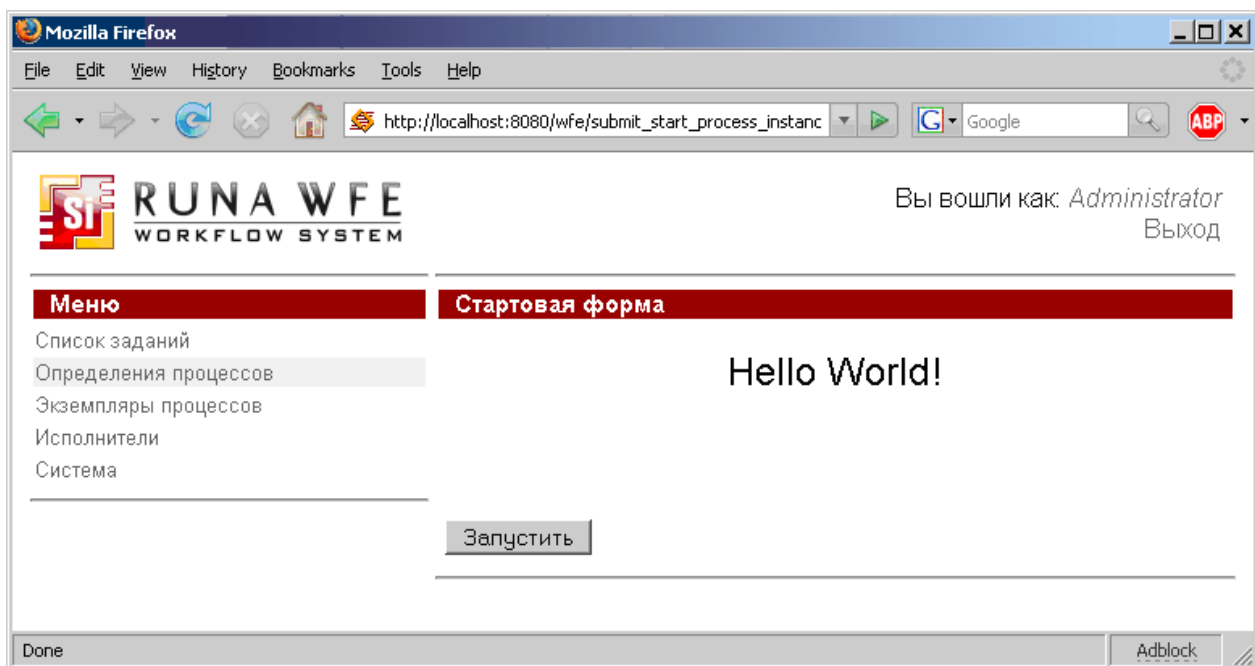 Mozilla Firefox
File Edit View History Bookmarks Tools Help
http://localhost:8080/wfe/submit_start_process_instanc
G Google
ABP
Si RUNA WFE
WORKFLOW SYSTEM
Вы вошли как: Administrator
Выход
Меню
Список заданий
Определения процессов
Экземпляры процессов
Исполнители
Система
Стартовая форма
Hello World!
Запустить
Done Adblock